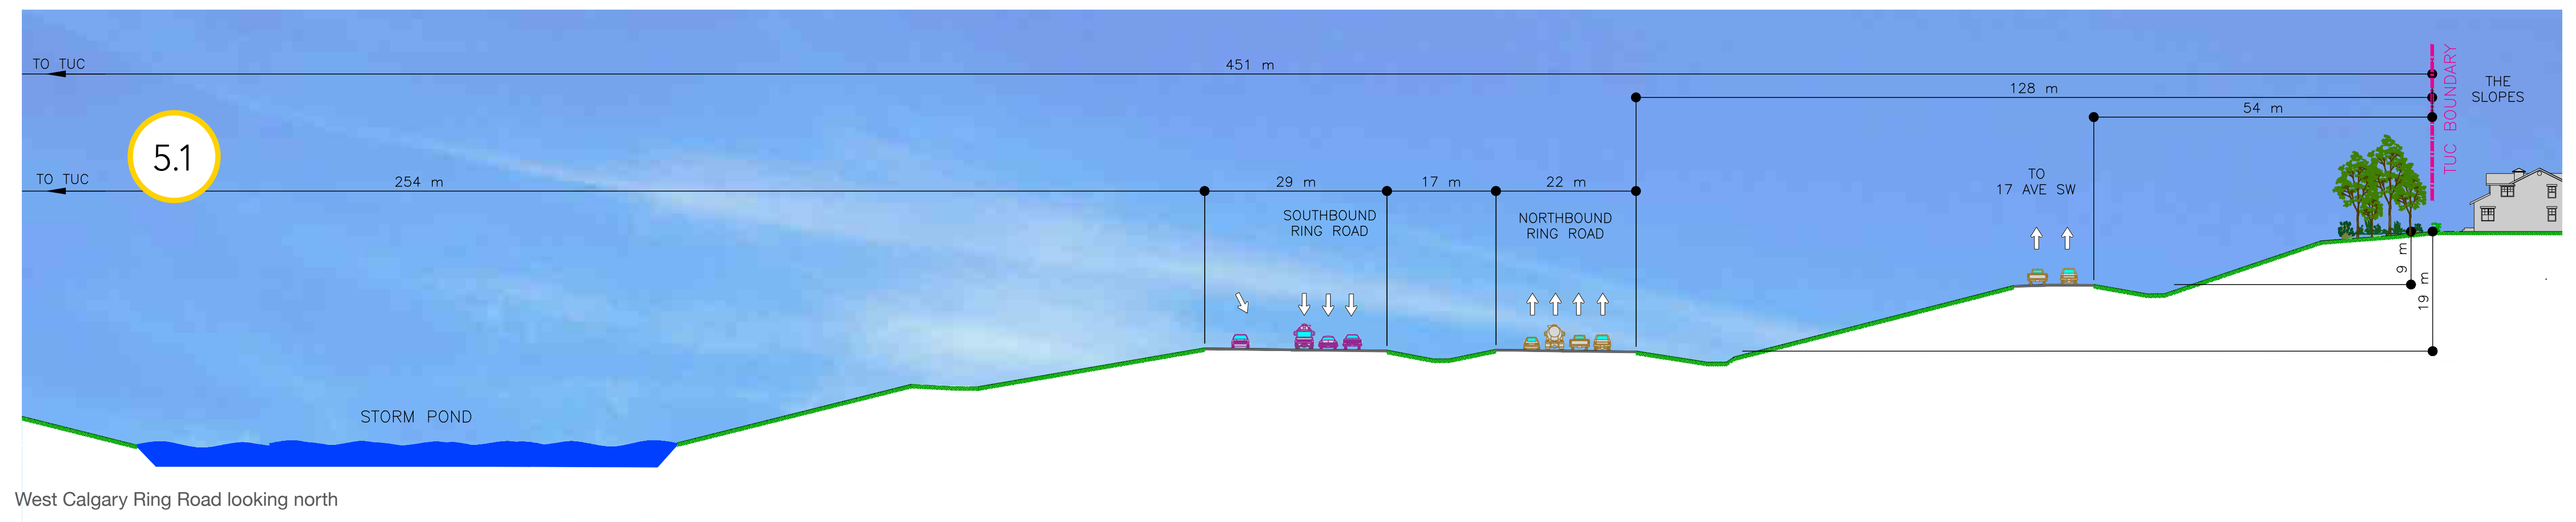 TO TUC
451 m
128 m
54 m
TUC BOUNDARY
THE
SLOPES
5.1
TO TUC
254 m
29 m
17 m
22 m
SOUTHBOUND
RING ROAD
NORTHBOUND
RING ROAD
TO
17 AVE SW
9 m
19 m
STORM POND
West Calgary Ring Road looking north